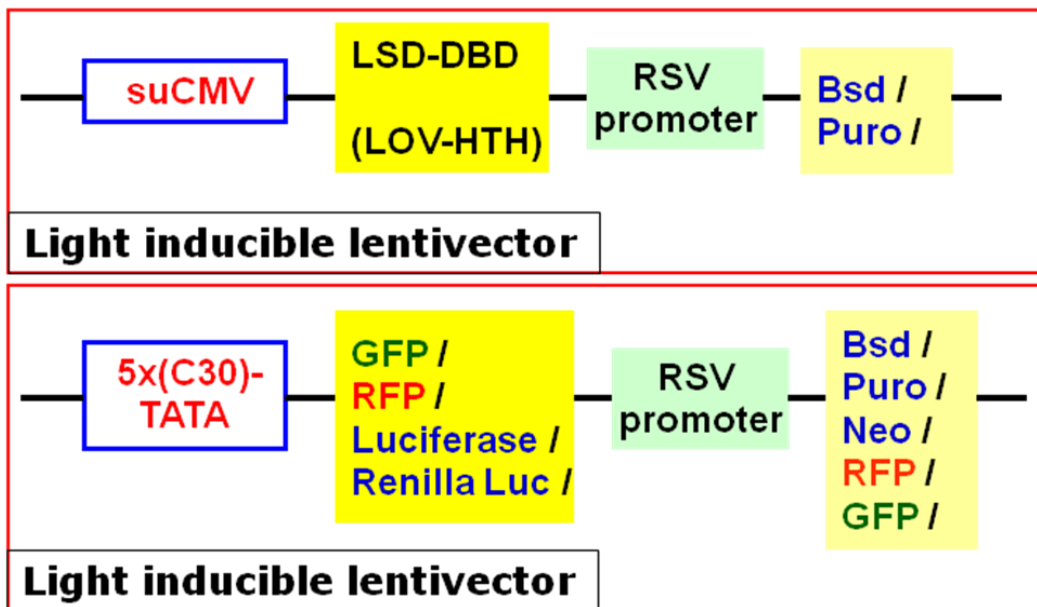 suCMV
LSD-DBD
(LOV-HTH)
RSV
promoter
Bsd /
Puro /
Light inducible lentivector
5x(C30)-
TATA
GFP /
RFP /
Luciferase /
Renilla Luc /
RSV
promoter
Bsd /
Puro /
Neo /
RFP /
GFP /
Light inducible lentivector